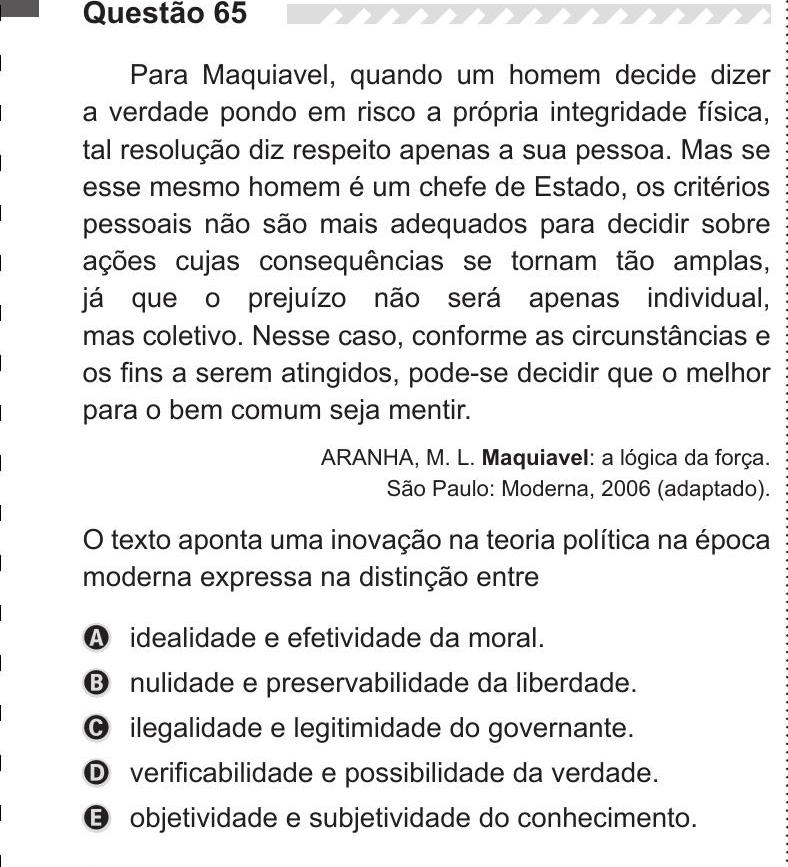 Questão 65
Para Maquiavel, quando um homem decide dizer
a verdade pondo em risco a própria integridade física,
tal resolução diz respeito apenas a sua pessoa. Mas se
esse mesmo homem é um chefe de Estado, os critérios
pessoais não são mais adequados para decidir sobre
ações cujas consequências se tornam tão amplas,
já que o prejuízo não será apenas individual,
mas coletivo. Nesse caso, conforme as circunstâncias e
os fins a serem atingidos, pode-se decidir que o melhor
para o bem comum seja mentir.
ARANHA, M. L. Maquiavel: a lógica da força.
São Paulo: Moderna, 2006 (adaptado).
O texto aponta uma inovação na teoria política na época
moderna expressa na distinção entre
A idealidade e efetividade da moral.
B nulidade e preservabilidade da liberdade.
C ilegalidade e legitimidade do governante.
D verificabilidade e possibilidade da verdade.
E objetividade e subjetividade do conhecimento.